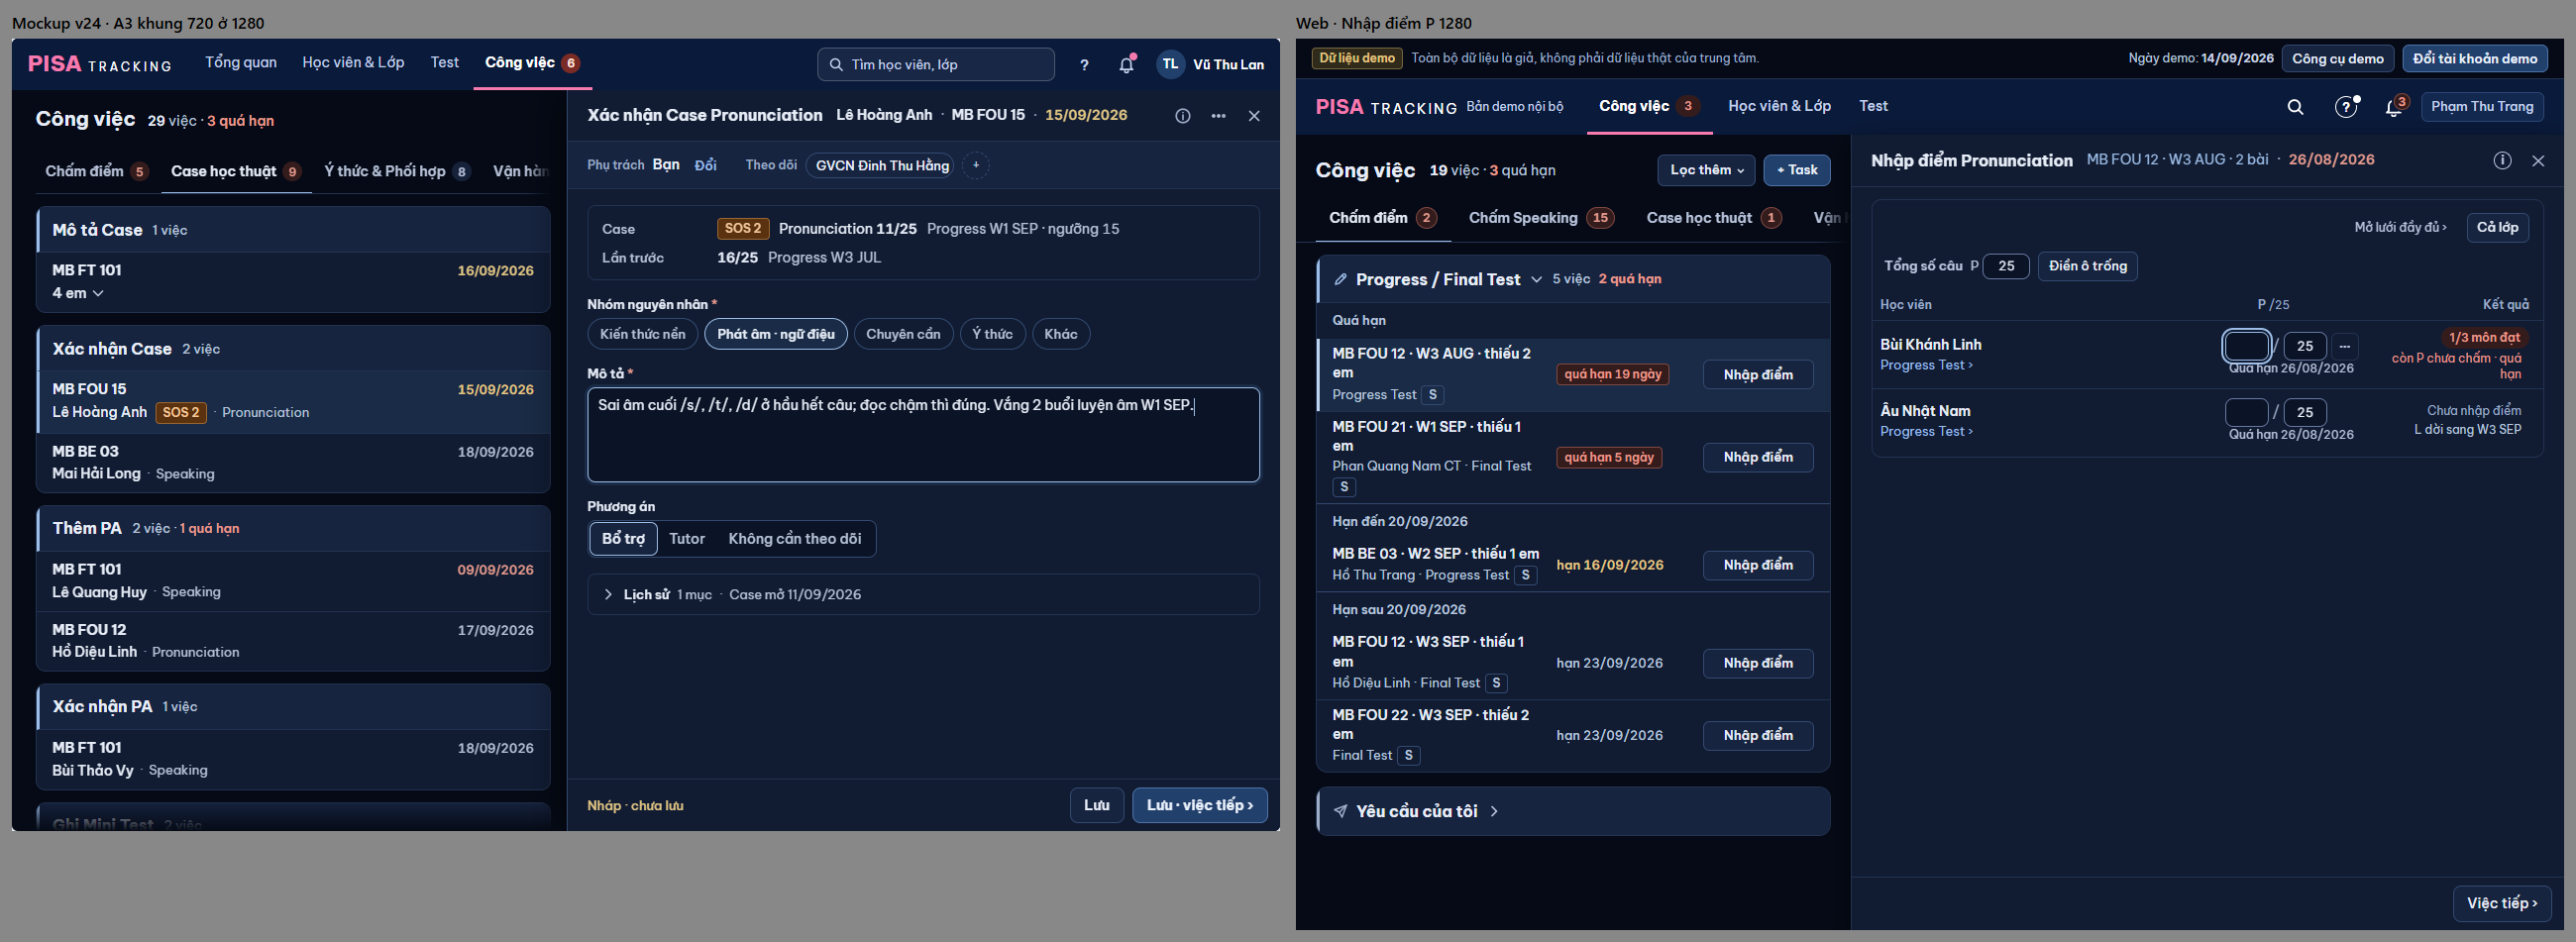 Mockup v24 · A3 khung 720 ở 1280
PISA TRACKING
Tổng quan
Học viên & Lớp
Test
Công việc 6
Tìm học viên, lớp
?
TL Vũ Thu Lan
Công việc 29 việc · 3 quá hạn
Chấm điểm 5
Case học thuật 9
Ý thức & Phối hợp 8
Vận hàn
Mô tả Case 1 việc
MB FT 101 16/09/2026
4 em
Xác nhận Case 2 việc
MB FOU 15 15/09/2026
Lê Hoàng Anh SOS 2 · Pronunciation
MB BE 03 18/09/2026
Mai Hải Long · Speaking
Thêm PA 2 việc · 1 quá hạn
MB FT 101 09/09/2026
Lê Quang Huy · Speaking
MB FOU 12 17/09/2026
Hồ Diệu Linh · Pronunciation
Xác nhận PA 1 việc
MB FT 101 18/09/2026
Bùi Thảo Vy · Speaking
Ghi Mini Test 2 việc
Xác nhận Case Pronunciation Lê Hoàng Anh · MB FOU 15 · 15/09/2026
Phụ trách Bạn Đổi Theo dõi GVCN Đinh Thu Hằng +
Case SOS 2 Pronunciation 11/25 Progress W1 SEP · ngưỡng 15
Lần trước 16/25 Progress W3 JUL
Nhóm nguyên nhân *
Kiến thức nền
Phát âm · ngữ điệu
Chuyên cần
Ý thức
Khác
Mô tả *
Sai âm cuối /s/, /t/, /d/ ở hầu hết câu; đọc chậm thì đúng. Vắng 2 buổi luyện âm W1 SEP.
Phương án
Bổ trợ
Tutor
Không cần theo dõi
Lịch sử 1 mục · Case mở 11/09/2026
Nháp · chưa lưu
Lưu
Lưu · việc tiếp ›
Web · Nhập điểm P 1280
Dữ liệu demo Toàn bộ dữ liệu là giả, không phải dữ liệu thật của trung tâm.
Ngày demo: 14/09/2026
Công cụ demo
Đổi tài khoản demo
PISA TRACKING Bản demo nội bộ
Công việc 3
Học viên & Lớp
Test
?
3
Phạm Thu Trang
Công việc 19 việc · 3 quá hạn
Lọc thêm
+ Task
Chấm điểm 2
Chấm Speaking 15
Case học thuật 1
Vận
Progress / Final Test 5 việc 2 quá hạn
Quá hạn
MB FOU 12 · W3 AUG · thiếu 2
em
Progress Test S
quá hạn 19 ngày
Nhập điểm
MB FOU 21 · W1 SEP · thiếu 1
em
Phan Quang Nam CT · Final Test
S
quá hạn 5 ngày
Nhập điểm
Hạn đến 20/09/2026
MB BE 03 · W2 SEP · thiếu 1 em
Hồ Thu Trang · Progress Test S
hạn 16/09/2026
Nhập điểm
Hạn sau 20/09/2026
MB FOU 12 · W3 SEP · thiếu 1
em
Hồ Diệu Linh · Final Test S
hạn 23/09/2026
Nhập điểm
MB FOU 22 · W3 SEP · thiếu 2
em
Final Test S
hạn 23/09/2026
Nhập điểm
Yêu cầu của tôi
Nhập điểm Pronunciation MB FOU 12 · W3 AUG · 2 bài · 26/08/2026
Mở lưới đầy đủ ›
Cả lớp
Tổng số câu P 25 Điền ô trống
Học viên P /25 Kết quả
Bùi Khánh Linh
Progress Test ›
/ 25 ···
Quá hạn 26/08/2026
1/3 môn đạt
còn P chưa chấm · quá
hạn
Âu Nhật Nam
Progress Test ›
/ 25
Quá hạn 26/08/2026
Chưa nhập điểm
L dời sang W3 SEP
Việc tiếp ›